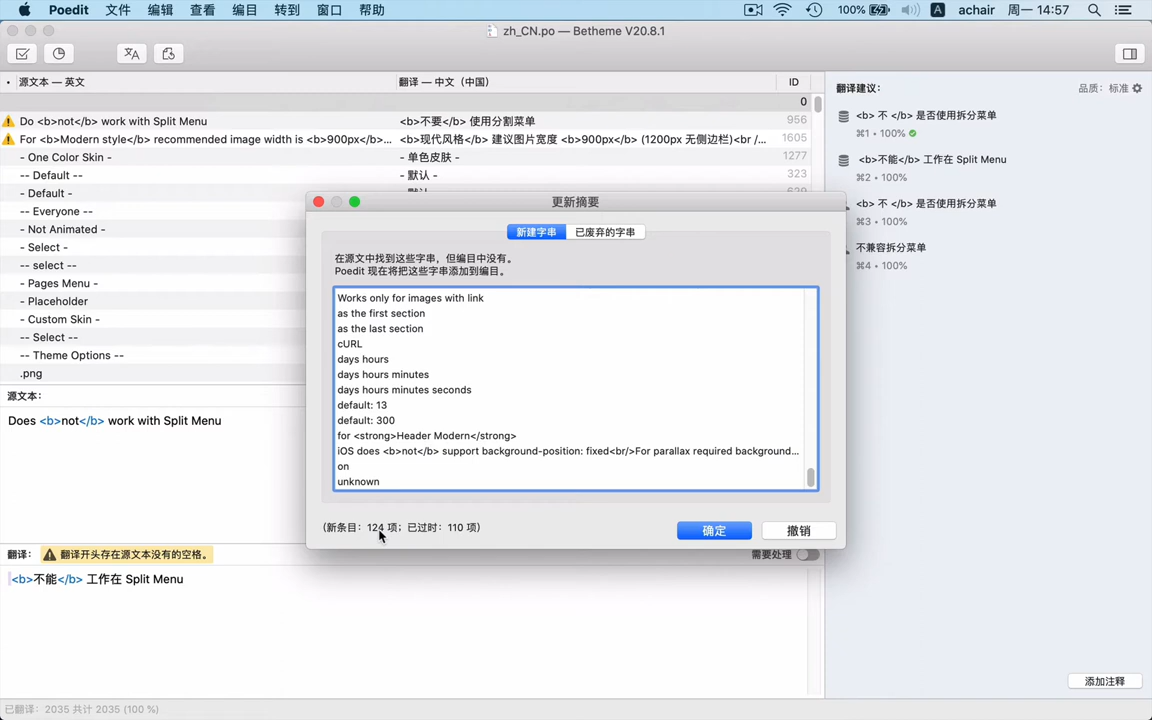 Poedit 文件 编辑 查看 编目 转到 窗口 帮助 100% A achair 周一 14:57
zh_CN.po — Betheme V20.8.1
源文本 — 英文 翻译 — 中文（中国） ID
0
Do <b>not</b> work with Split Menu <b>不要</b> 使用分割菜单 956
For <b>Modern style</b> recommended image width is <b>900px</b>... <b>现代风格</b> 建议图片宽度 <b>900px</b> (1200px 无侧边栏)<br /... 1605
- One Color Skin - - 单色皮肤 - 1277
-- Default -- - 默认 - 323
- Default -
-- Everyone --
- Not Animated -
- Select -
-- select --
- Pages Menu -
- Placeholder
- Custom Skin -
-- Select --
-- Theme Options --
.png
源文本：
Does <b>not</b> work with Split Menu
翻译： 翻译开头存在源文本没有的空格。 需要处理
<b>不能</b> 工作在 Split Menu
已翻译：2035 共计 2035 (100 %)
更新摘要
新建字串 已废弃的字串
在源文中找到这些字串，但编目中没有。
Poedit 现在将把这些字串添加到编目。
Works only for images with link
as the first section
as the last section
cURL
days hours
days hours minutes
days hours minutes seconds
default: 13
default: 300
for <strong>Header Modern</strong>
iOS does <b>not</b> support background-position: fixed<br/>For parallax required background...
on
unknown
(新条目：124 项；已过时：110 项)
确定 撤销
翻译建议： 品质：标准
<b> 不 </b> 是否使用拆分菜单
⌘1 • 100%
<b>不能</b> 工作在 Split Menu
⌘2 • 100%
<b> 不 </b> 是否使用拆分菜单
⌘3 • 100%
不兼容拆分菜单
⌘4 • 100%
添加注释